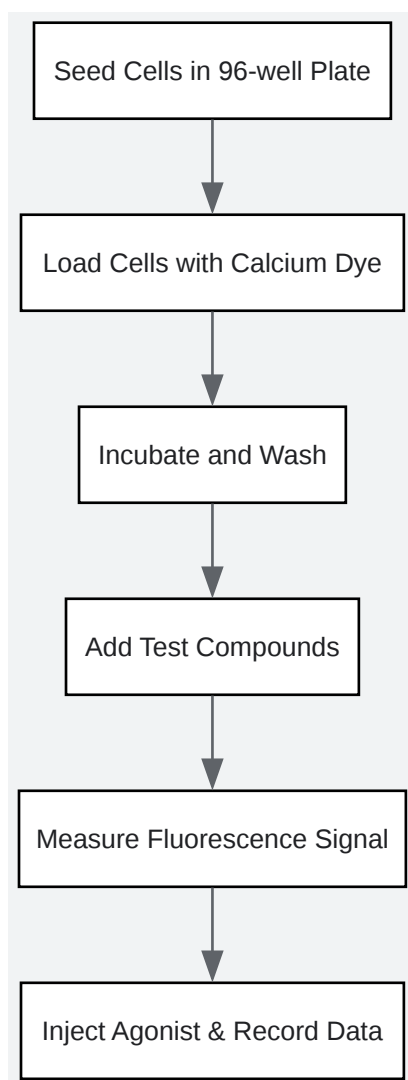 Seed Cells in 96-well Plate
Load Cells with Calcium Dye
Incubate and Wash
Add Test Compounds
Measure Fluorescence Signal
Inject Agonist & Record Data